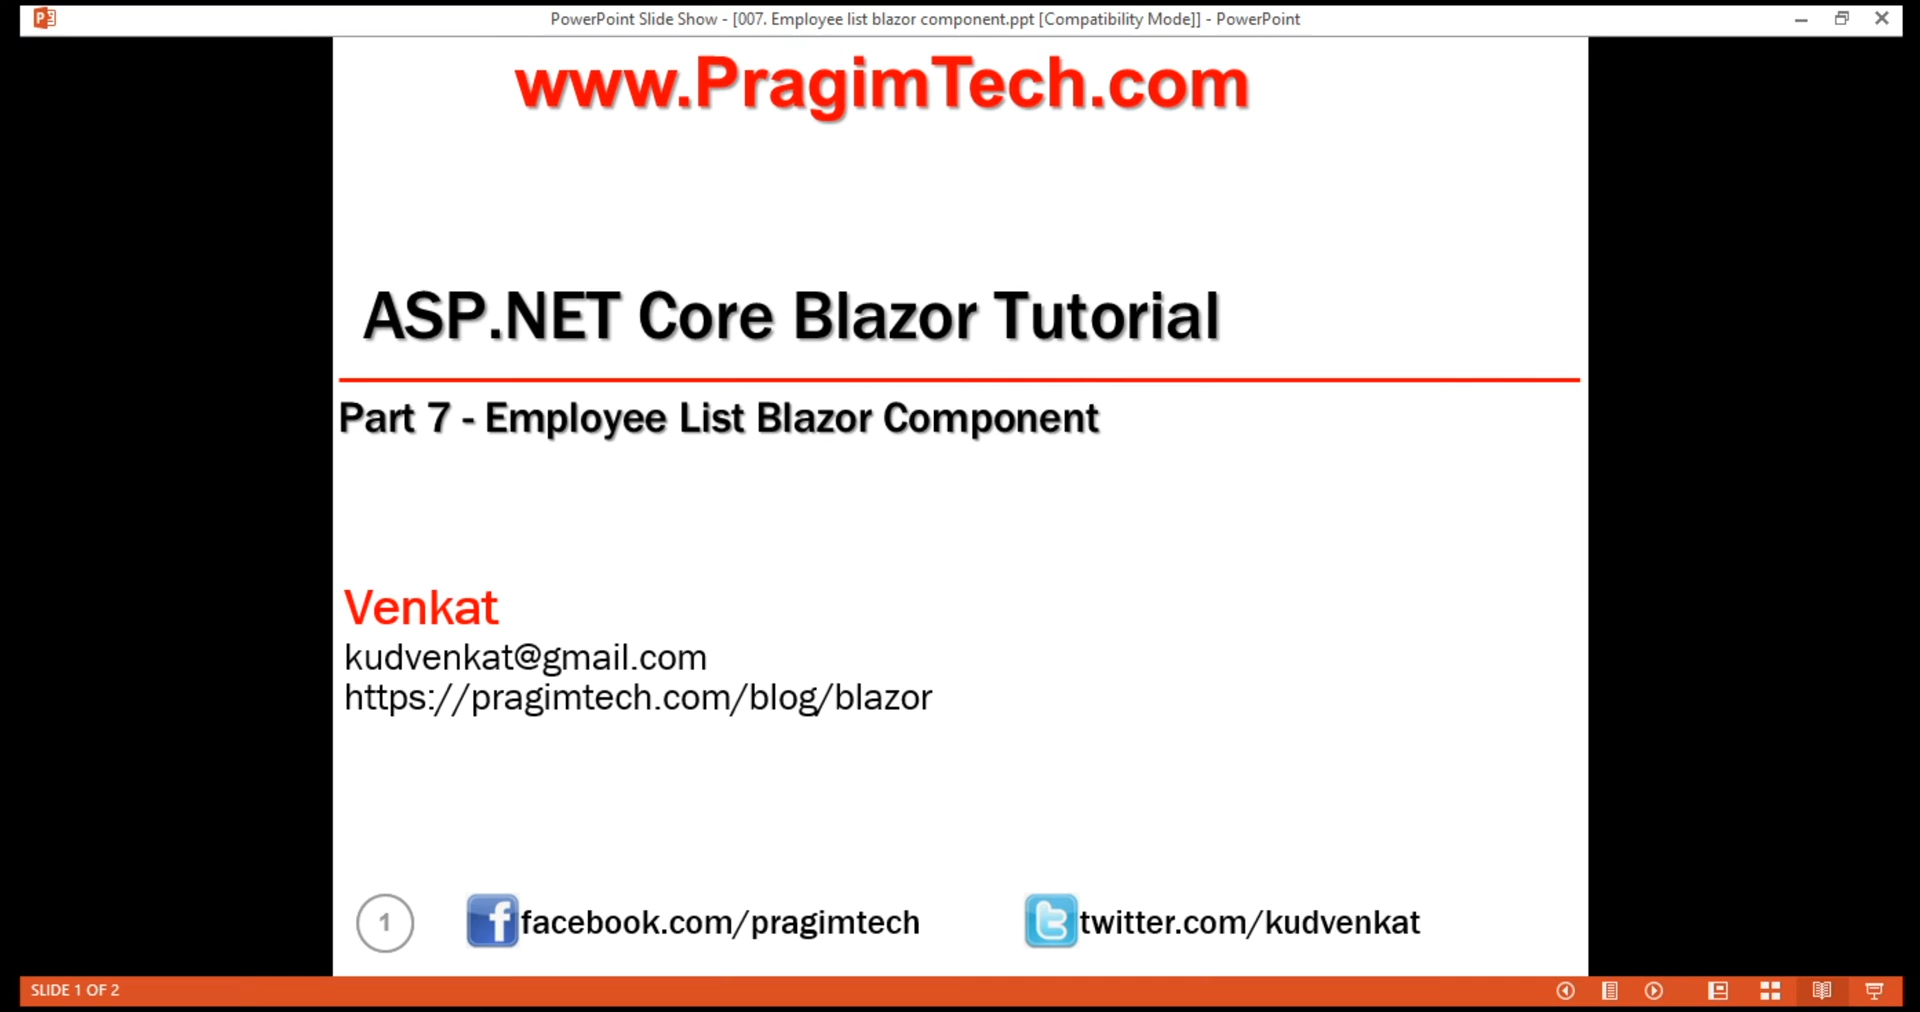 PowerPoint Slide Show - [007. Employee list blazor component.ppt [Compatibility Mode]] - PowerPoint
www.PragimTech.com
ASP.NET Core Blazor Tutorial
Part 7 - Employee List Blazor Component
Venkat
kudvenkat@gmail.com
https://pragimtech.com/blog/blazor
1
facebook.com/pragimtech
twitter.com/kudvenkat
SLIDE 1 OF 2